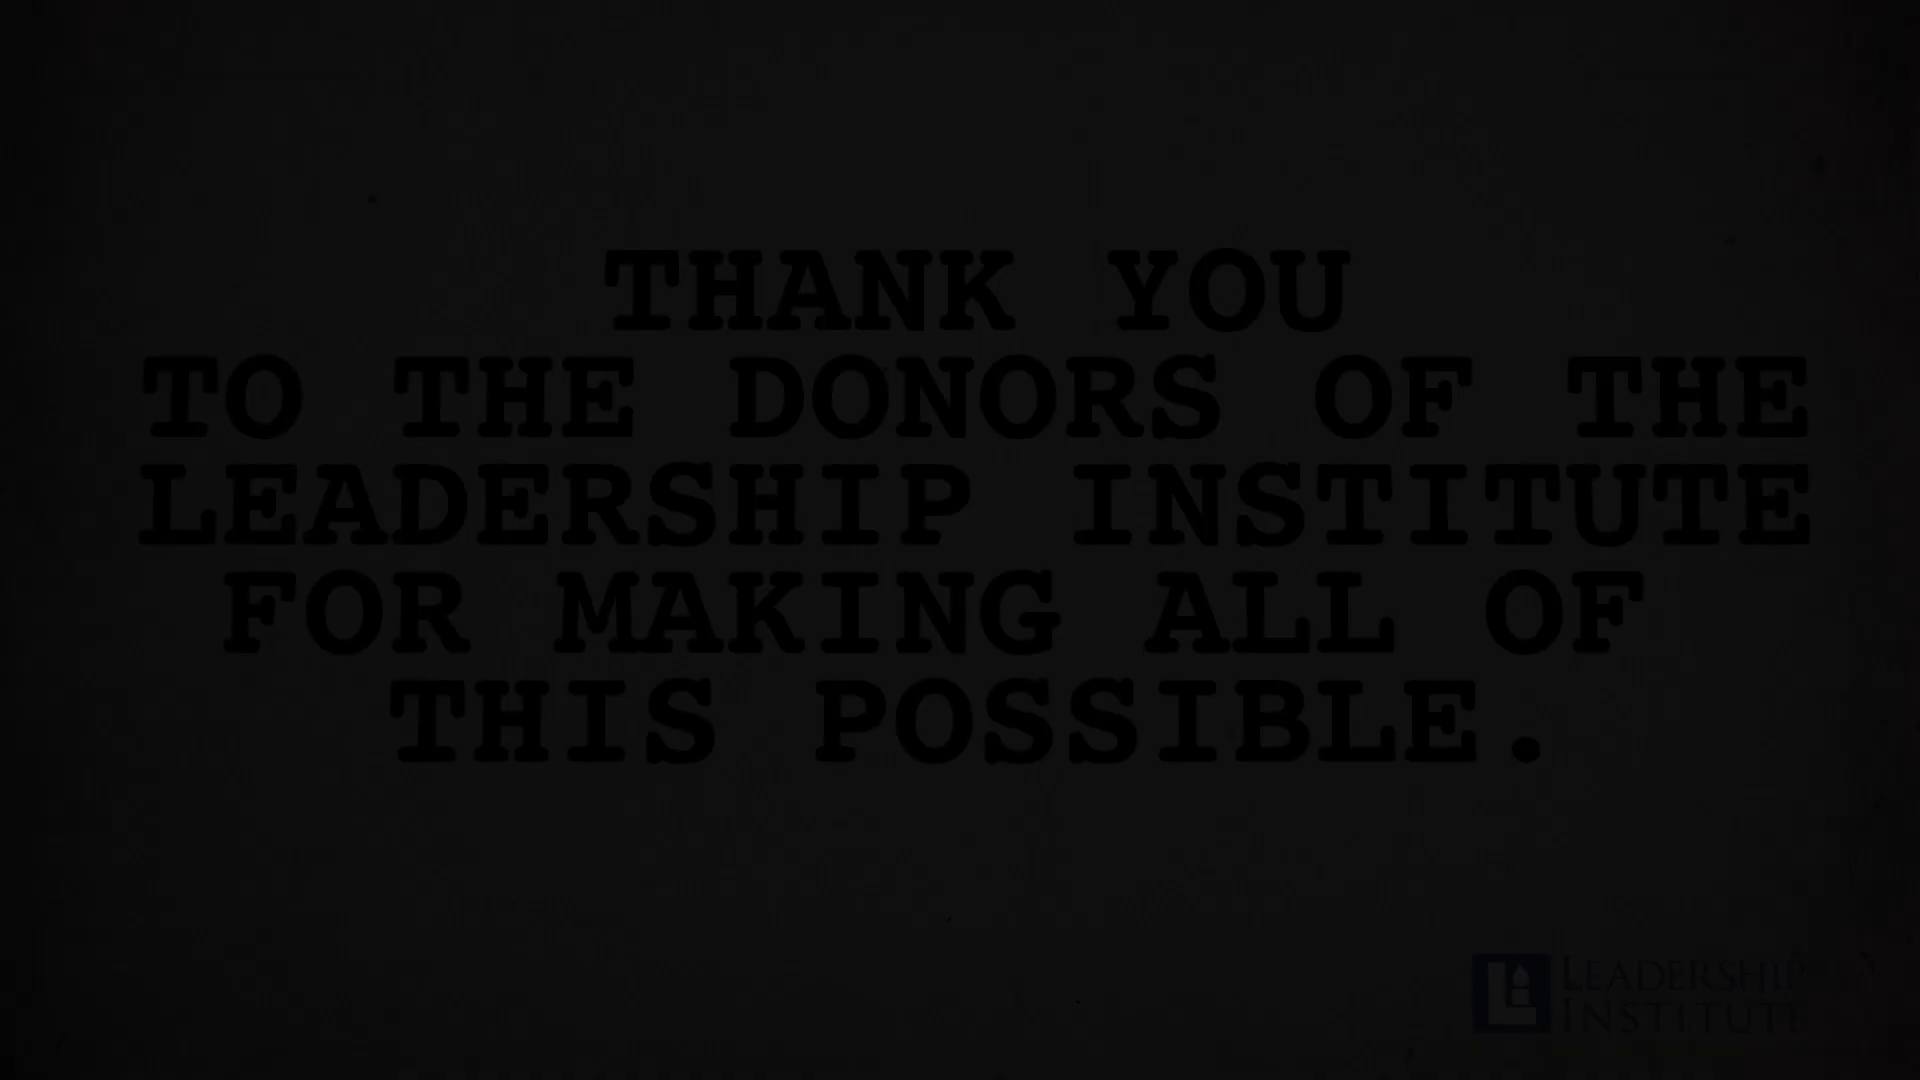 THANK YOU
TO THE DONORS OF THE
LEADERSHIP INSTITUTE
FOR MAKING ALL OF
THIS POSSIBLE.
LEADERSHIP
INSTITUTE